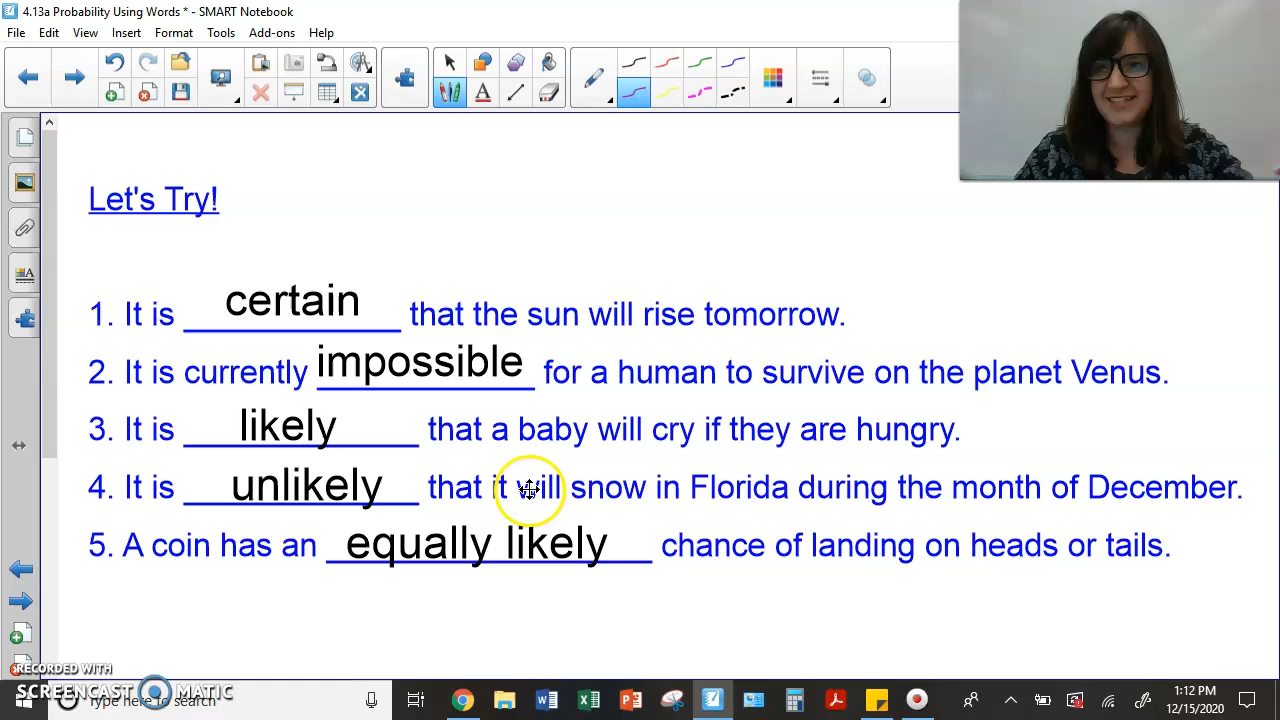 4.13a Probability Using Words * - SMART Notebook
File Edit View Insert Format Tools Add-ons Help
Let's Try!
1. It is certain that the sun will rise tomorrow.
2. It is currently impossible for a human to survive on the planet Venus.
3. It is likely that a baby will cry if they are hungry.
4. It is unlikely that it will snow in Florida during the month of December.
5. A coin has an equally likely chance of landing on heads or tails.
RECORDED WITH
SCREENCAST MATIC
Type here to search
1:12 PM
12/15/2020